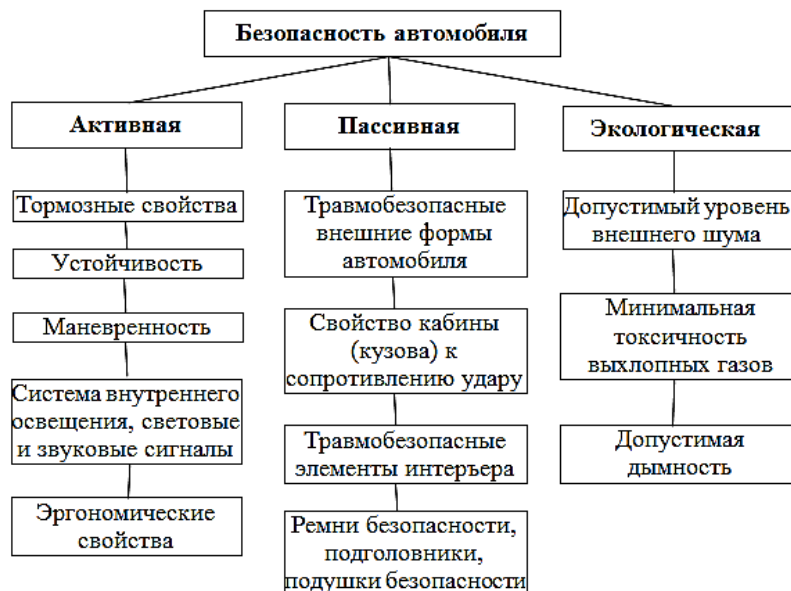 Безопасность автомобиля
Активная
Тормозные свойства
Устойчивость
Маневренность
Система внутреннего
освещения, световые
и звуковые сигналы
Эргономические
свойства
Пассивная
Травмобезопасные
внешние формы
автомобиля
Свойство кабины
(кузова) к
сопротивлению удару
Травмобезопасные
элементы интерьера
Ремни безопасности,
подголовники,
подушки безопасности
Экологическая
Допустимый уровень
внешнего шума
Минимальная
токсичность
выхлопных газов
Допустимая
дымность